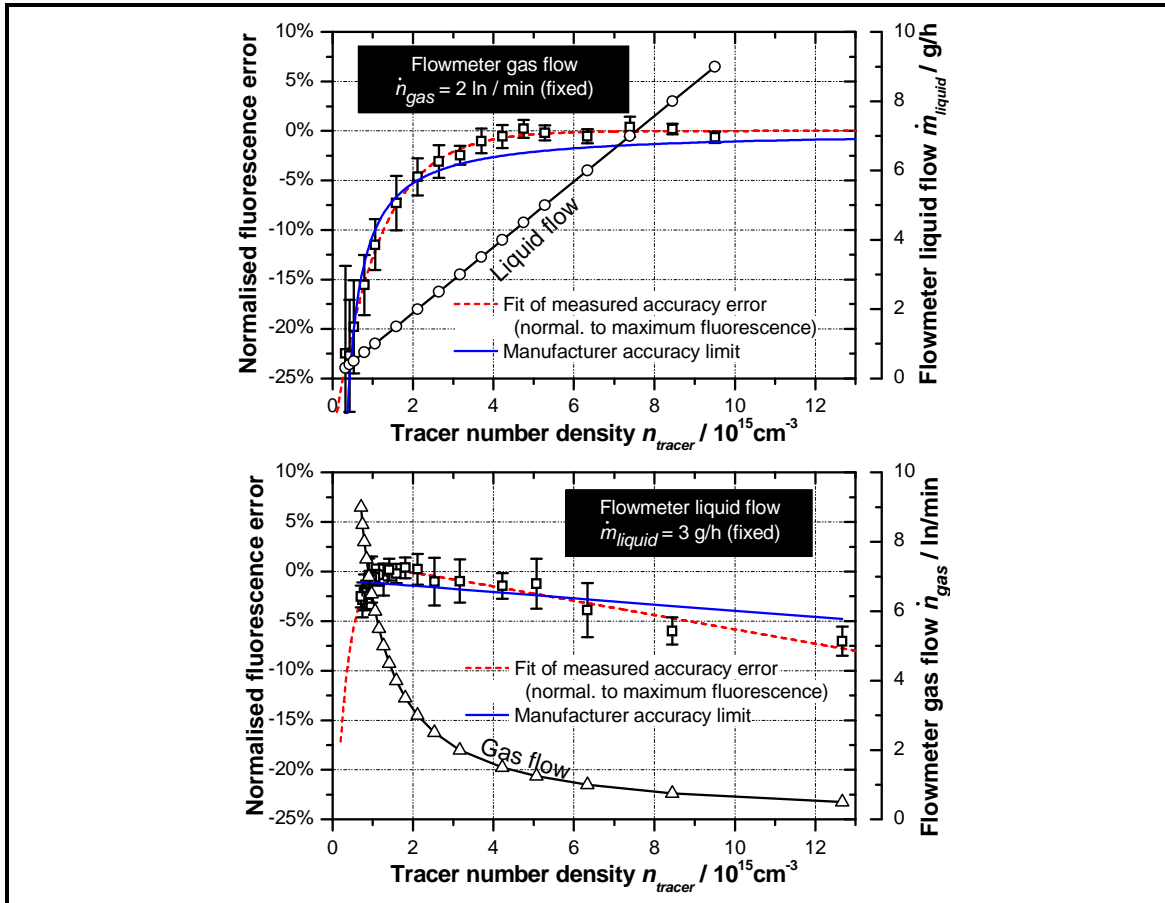 Flowmeter gas flow
ṅgas = 2 ln / min (fixed)
10%
5%
0%
-5%
-10%
-15%
-20%
-25%
Normalised fluorescence error
10
8
6
4
2
0
Flowmeter liquid flow ṁliquid / g/h
Liquid flow
Fit of measured accuracy error
(normal. to maximum fluorescence)
Manufacturer accuracy limit
0 2 4 6 8 10 12
Tracer number density ntracer / 10^15cm^-3
Flowmeter liquid flow
ṁliquid = 3 g/h (fixed)
10%
5%
0%
-5%
-10%
-15%
-20%
-25%
Normalised fluorescence error
10
8
6
4
2
0
Flowmeter gas flow ṅgas / ln/min
Fit of measured accuracy error
(normal. to maximum fluorescence)
Manufacturer accuracy limit
Gas flow
0 2 4 6 8 10 12
Tracer number density ntracer / 10^15cm^-3